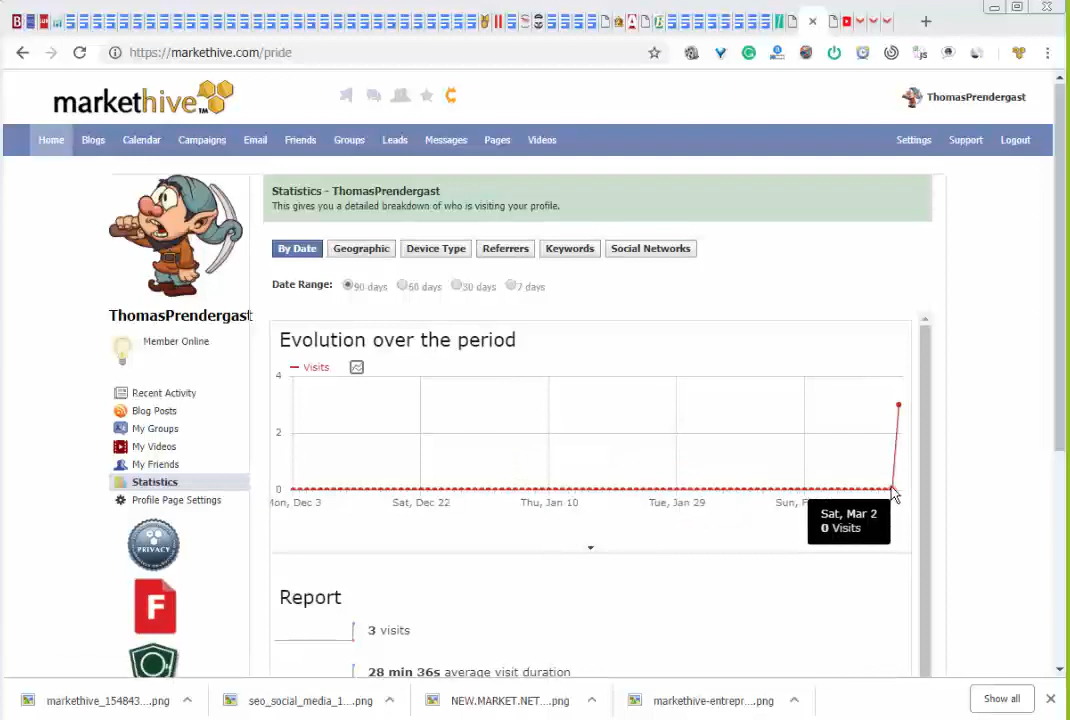 https://markethive.com/pride
markethive™
ThomasPrendergast
Home Blogs Calendar Campaigns Email Friends Groups Leads Messages Pages Videos Settings Support Logout
Statistics - ThomasPrendergast
This gives you a detailed breakdown of who is visiting your profile.
By Date Geographic Device Type Referrers Keywords Social Networks
Date Range: 90 days 60 days 30 days 7 days
ThomasPrendergast
Member Online
Recent Activity
Blog Posts
My Groups
My Videos
My Friends
Statistics
Profile Page Settings
PRIVACY
F
Evolution over the period
Visits
4
2
0
Mon, Dec 3 Sat, Dec 22 Thu, Jan 10 Tue, Jan 29 Sun,
Sat, Mar 2
0 Visits
Report
3 visits
28 min 36s average visit duration
markethive_154843....png seo_social_media_1....png NEW.MARKET.NET....png markethive-entrepr....png Show all